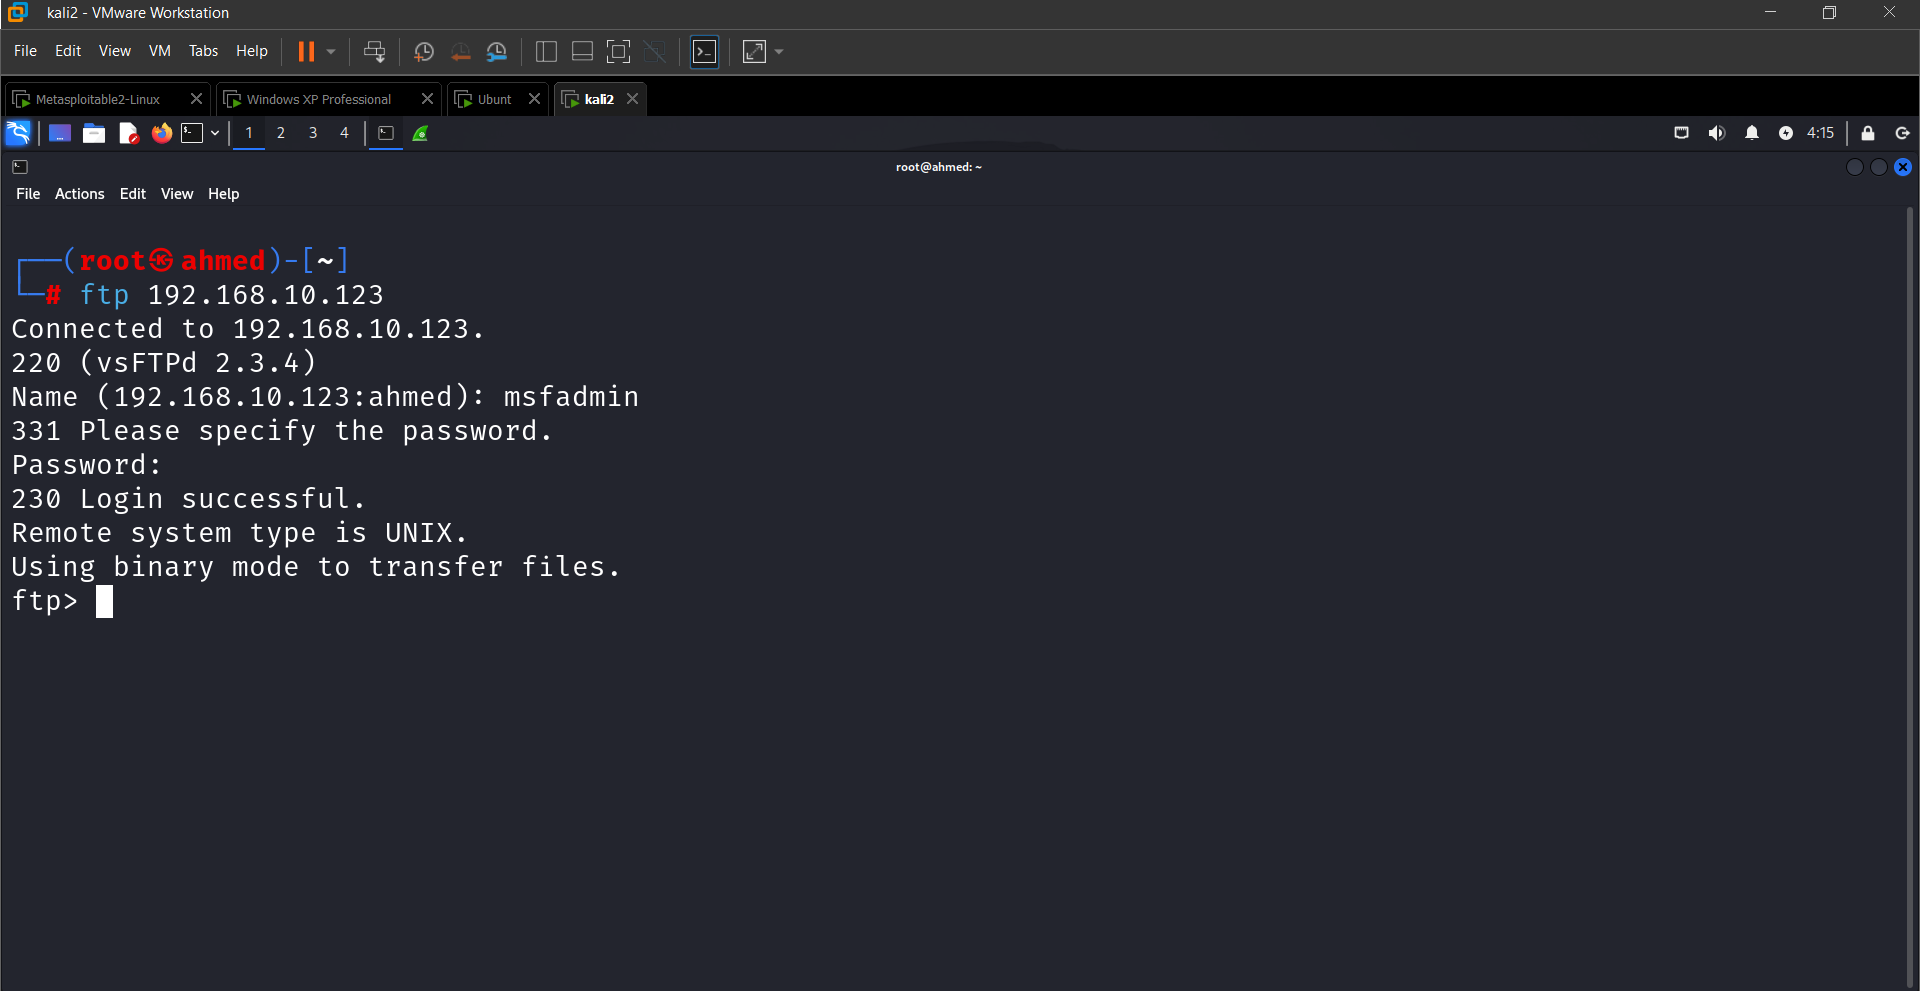 kali2 - VMware Workstation
File Edit View VM Tabs Help
Metasploitable2-Linux Windows XP Professional Ubunt kali2
1 2 3 4 4:15
root@ahmed: ~
File Actions Edit View Help
┌──(root㉿ahmed)-[~]
└─# ftp 192.168.10.123
Connected to 192.168.10.123.
220 (vsFTPd 2.3.4)
Name (192.168.10.123:ahmed): msfadmin
331 Please specify the password.
Password:
230 Login successful.
Remote system type is UNIX.
Using binary mode to transfer files.
ftp>